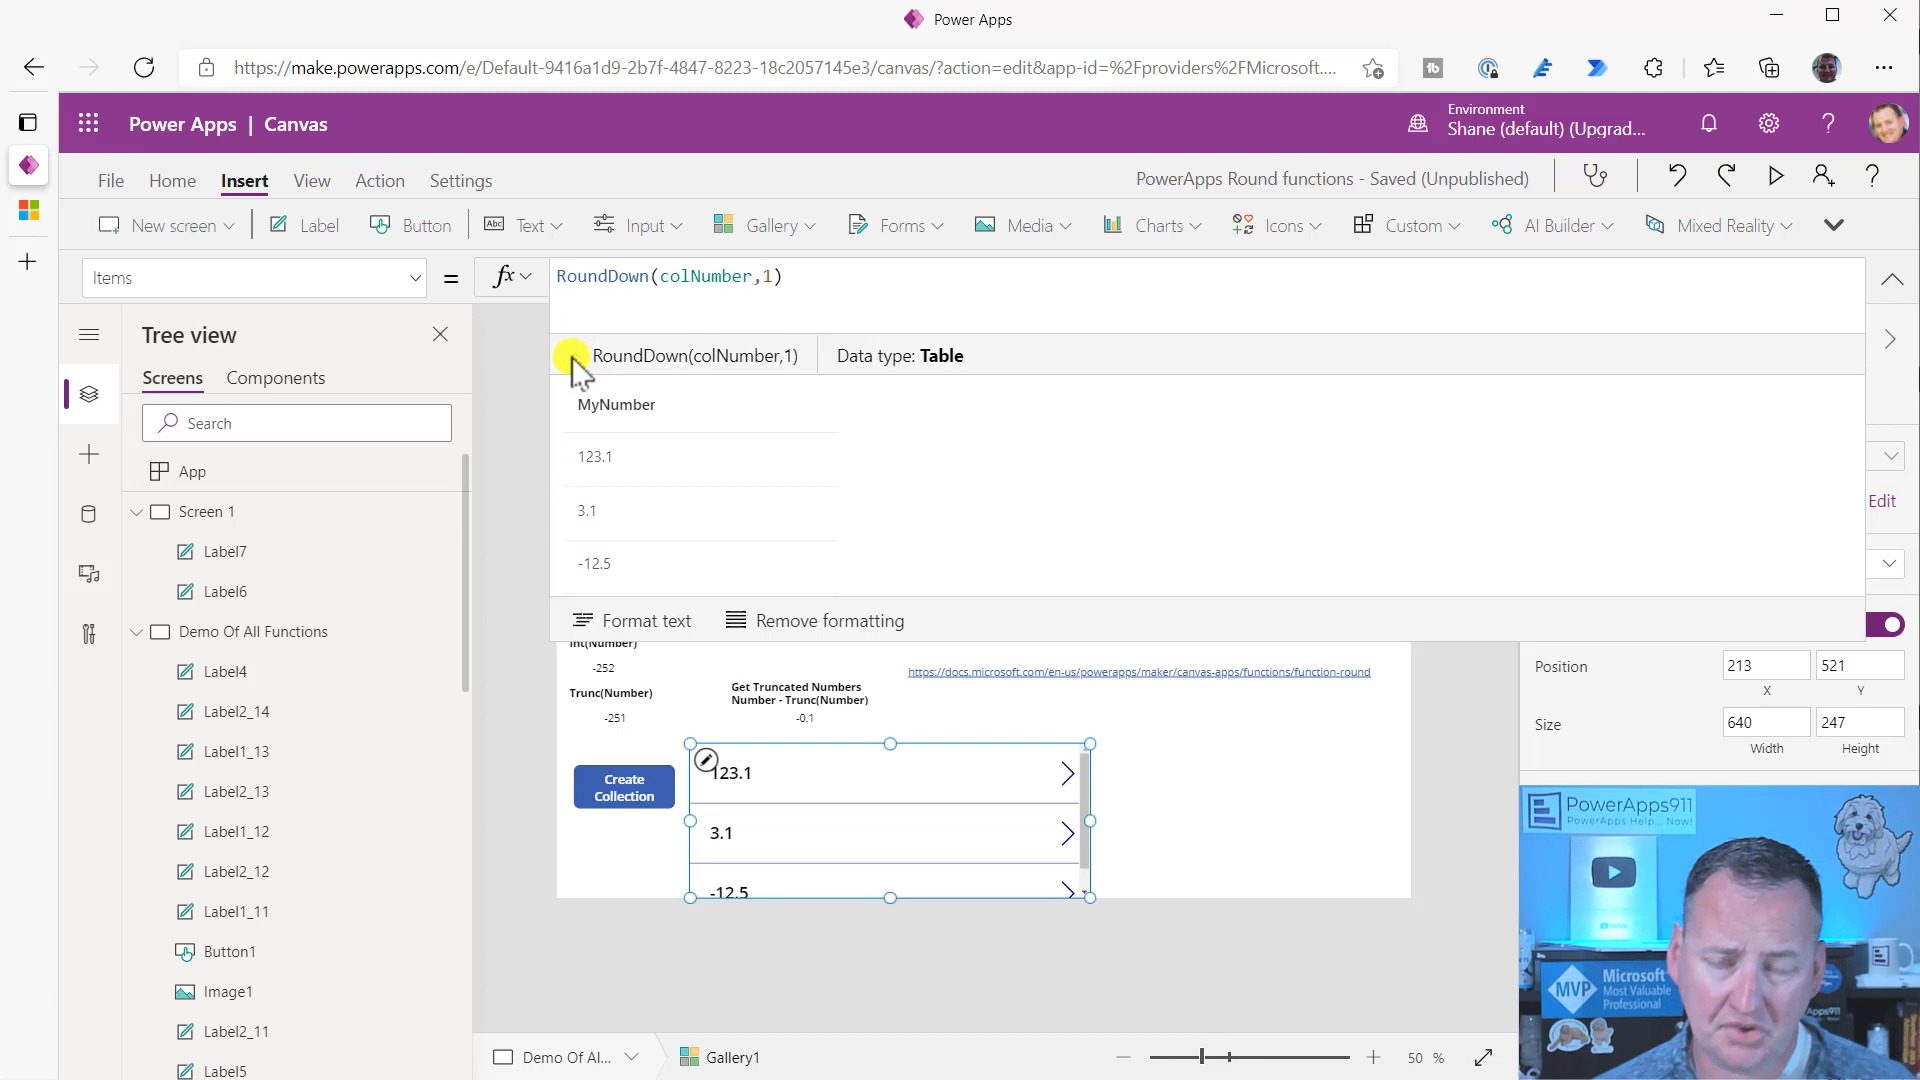 Power Apps
https://make.powerapps.com/e/Default-9416a1d9-2b7f-4847-8223-18c2057145e3/canvas/?action=edit&app-id=%2Fproviders%2FMicrosoft....
Power Apps | Canvas
Environment
Shane (default) (Upgrad...
File Home Insert View Action Settings
PowerApps Round functions - Saved (Unpublished)
New screen Label Button Text Input Gallery Forms Media Charts Icons Custom AI Builder Mixed Reality
Items = fx RoundDown(colNumber,1)
Tree view
RoundDown(colNumber,1) Data type: Table
Screens Components
MyNumber
Search
123.1
App
Edit
3.1
Screen 1
Label7
-12.5
Label6
Format text Remove formatting
Demo Of All Functions
Int(Number)
-252
Position 213 521
X Y
https://docs.microsoft.com/en-us/powerapps/maker/canvas-apps/functions/function-round
Label4
Trunc(Number)
-251
Get Truncated Numbers
Number - Trunc(Number)
-0.1
Size 640 247
Width Height
Label2_14
Label1_13
Create
Collection
123.1
3.1
-12.5
Label2_13
Label1_12
Label2_12
Label1_11
Button1
Image1
Label2_11
Label5
PowerApps911
PowerApps Help... Now!
MVP
Microsoft
Most Valuable
Professional
Demo Of Al... Gallery1
50 %